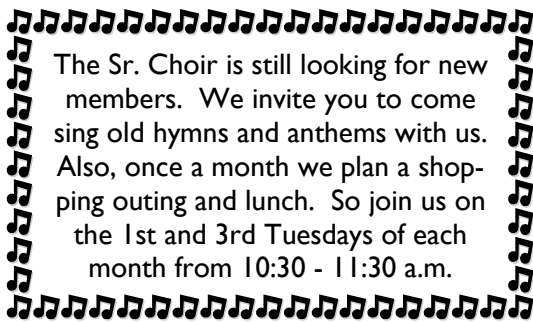 The Sr. Choir is still looking for new
members.  We invite you to come
sing old hymns and anthems with us.
Also, once a month we plan a shop-
ping outing and lunch.  So join us on
the 1st and 3rd Tuesdays of each
month from 10:30 - 11:30 a.m.